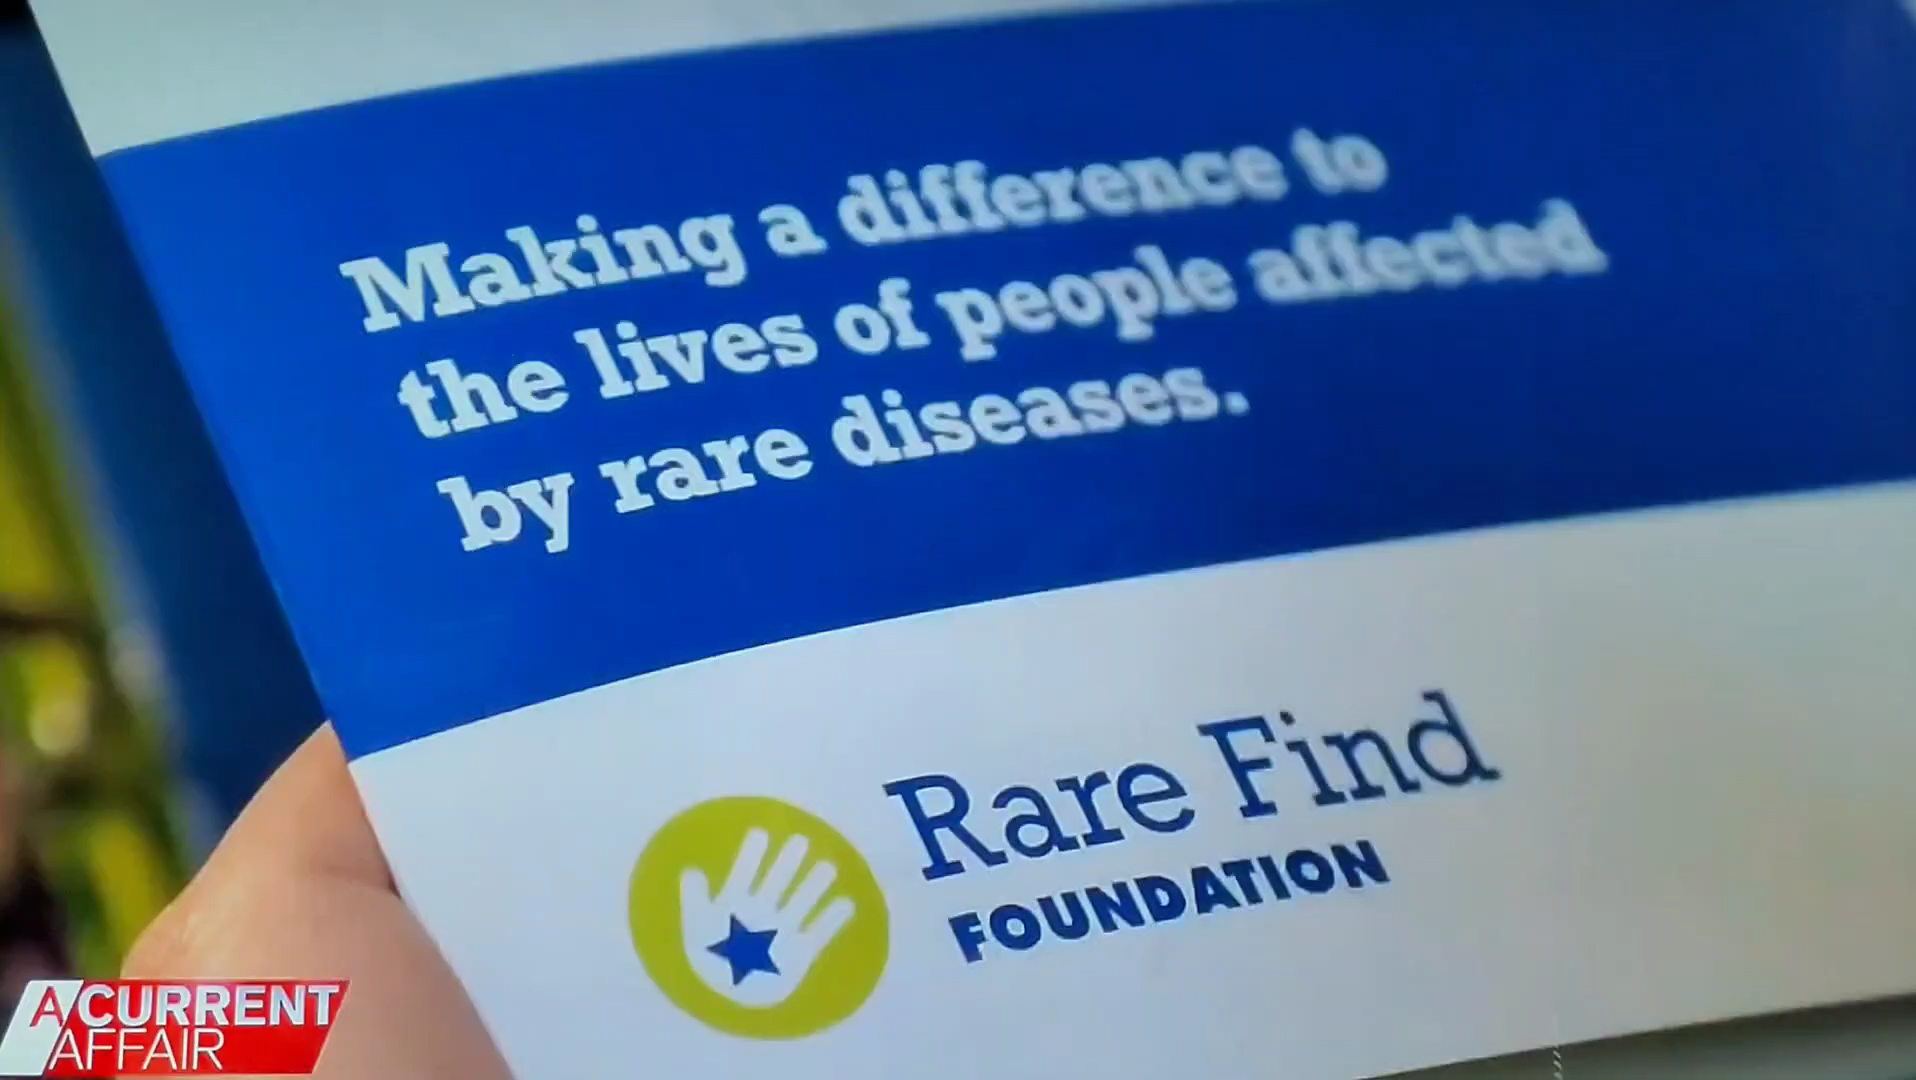 Making a difference to
the lives of people affected
by rare diseases.
Rare Find
FOUNDATION
A CURRENT
AFFAIR